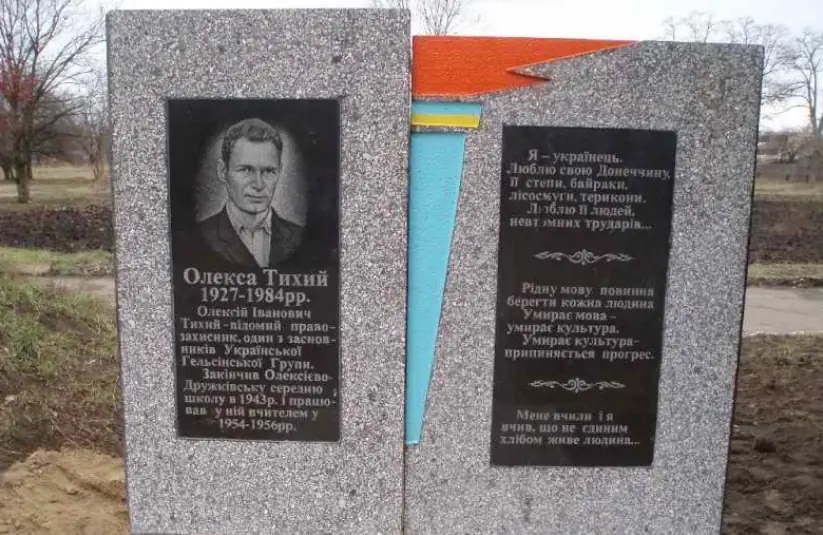 Олекса Тихий
1927-1984рр.
Олексій Іванович
Тихий-відомий право-
захисник, один з заснов-
ників Української
Гельсінської Групи.
Закінчив Олексієво-
Дружківську середню
школу в 1943р. і працю-
вав у ній вчителем у
1954-1956рр.
Я – українець.
Люблю свою Донеччину,
її степи, байраки,
лісосмуги, терикони.
Люблю її людей,
невтомних трударів...
Рідну мову повинна
берегти кожна людина
Умирає мова –
умирає культура.
Умирає культура-
припиняється прогрес.
Мене вчили і я
вчив, що не єдиним
хлібом живе людина...